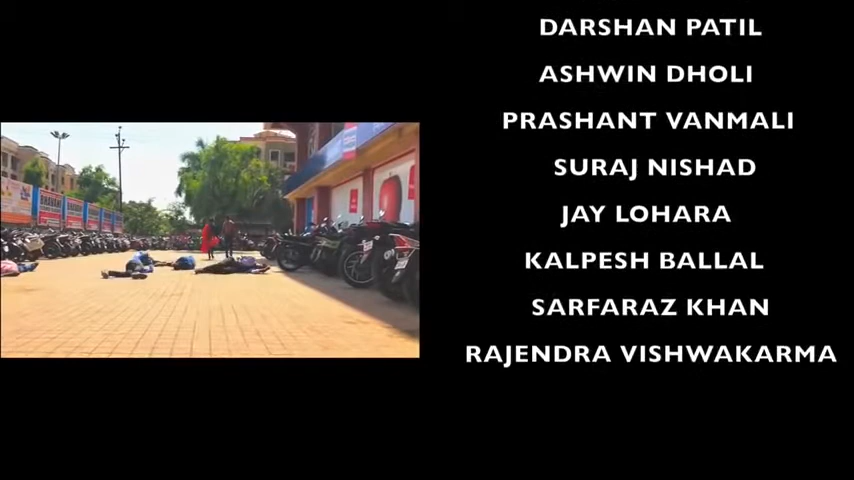 DARSHAN PATIL
ASHWIN DHOLI
PRASHANT VANMALI
SURAJ NISHAD
JAY LOHARA
KALPESH BALLAL
SARFARAZ KHAN
RAJENDRA VISHWAKARMA